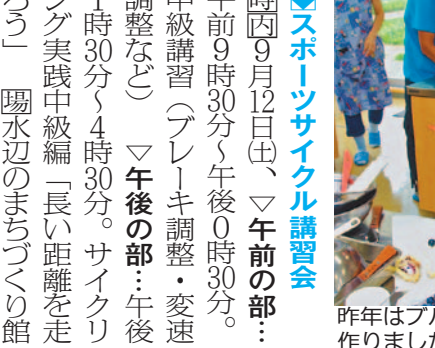 ▼スポーツサイクル講習会
時内9月12日㈯、▽午前の部…
午前9時30分～午後0時30分。
中級講習（ブレーキ調整・変速
調整など） ▽午後の部…午後
1時30分～4時30分。サイクリ
ング実践中級編「長い距離を走
ろう」 場水辺のまちづくり館
昨年はブル
作りました